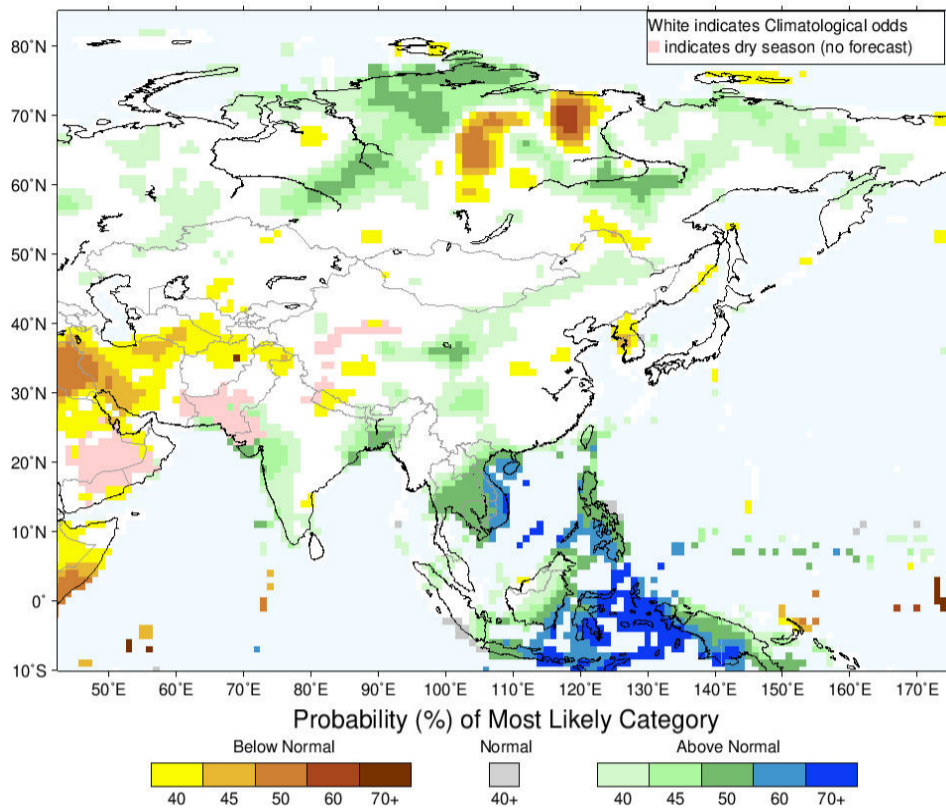 White indicates Climatological odds
indicates dry season (no forecast)
80°N
70°N
60°N
50°N
40°N
30°N
20°N
10°N
0°
10°S
50°E
60°E
70°E
80°E
90°E
100°E
110°E
120°E
130°E
140°E
150°E
160°E
170°E
Probability (%) of Most Likely Category
Below Normal
Normal
Above Normal
40
45
50
60
70+
40+
40
45
50
60
70+